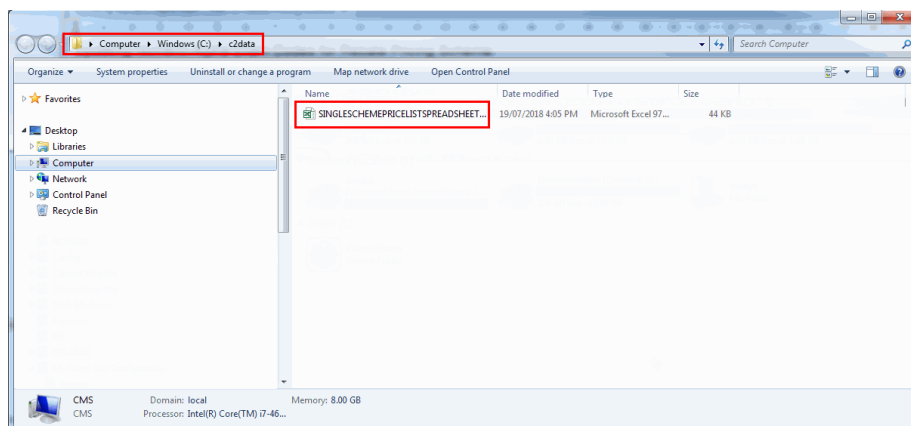 Computer Windows (C:) c2data
Search Computer
Organize System properties Uninstall or change a program Map network drive Open Control Panel
Favorites
Desktop
Libraries
Computer
Network
Control Panel
Recycle Bin
Name Date modified Type Size
SINGLESCHEMEPRICELISTSPREADSHEET... 19/07/2018 4:05 PM Microsoft Excel 97... 44 KB
CMS Domain: local Memory: 8.00 GB
CMS Processor: Intel(R) Core(TM) i7-46...